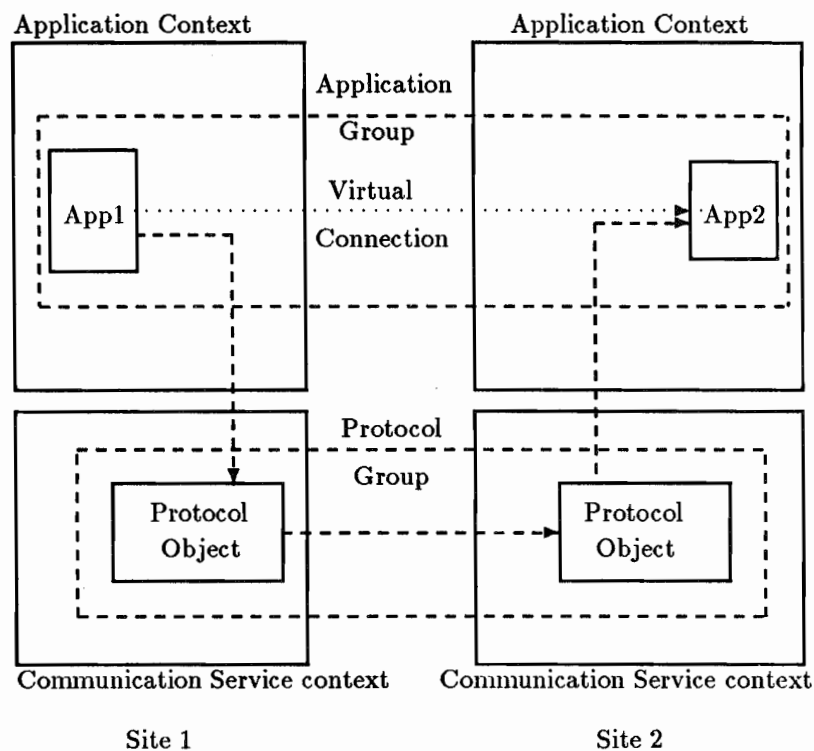 Application Context
Application Context
Application
Group
Virtual
App1
App2
Connection
Protocol
Group
Protocol
Object
Protocol
Object
Communication Service context
Communication Service context
Site 1
Site 2